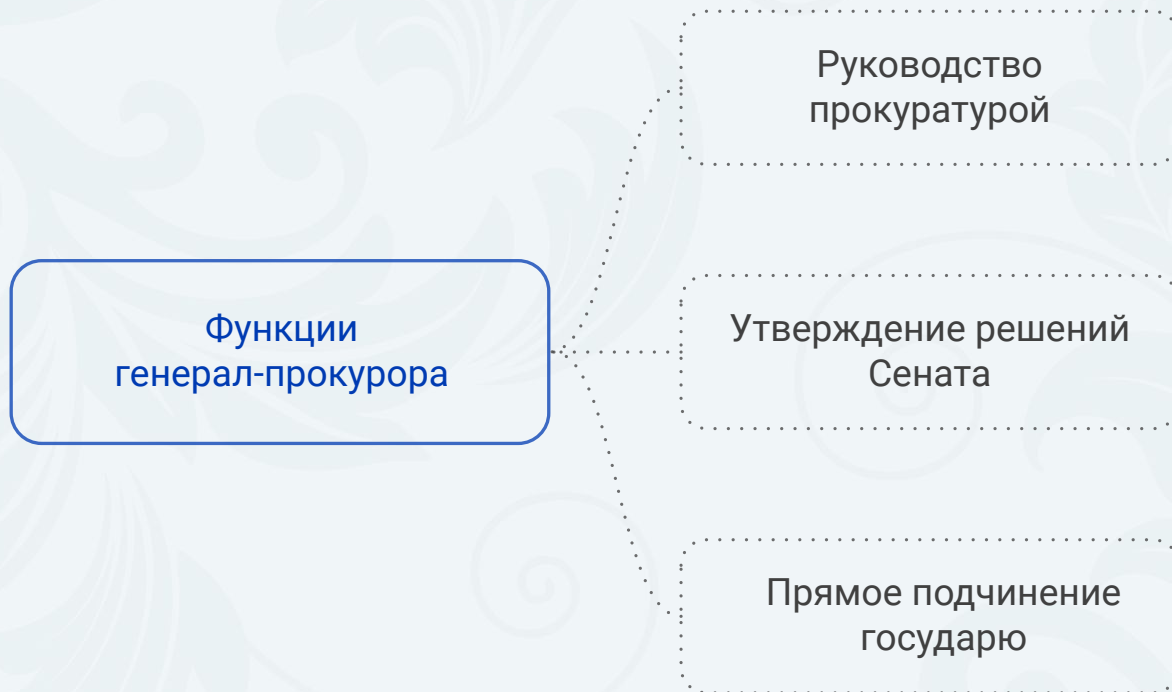 Руководство
прокуратурой
Функции
генерал-прокурора
Утверждение решений
Сената
Прямое подчинение
государю